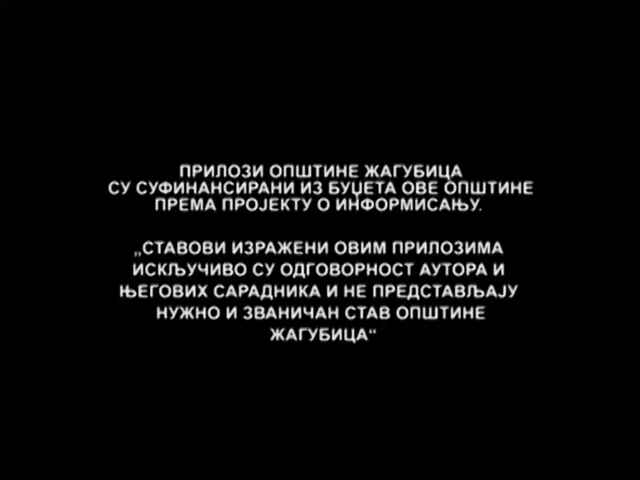 ПРИЛОЗИ ОПШТИНЕ ЖАГУБИЦА
СУ СУФИНАНСИРАНИ ИЗ БУЏЕТА ОВЕ ОПШТИНЕ
ПРЕМА ПРОЈЕКТУ О ИНФОРМИСАЊУ.
„СТАВОВИ ИЗРАЖЕНИ ОВИМ ПРИЛОЗИМА
ИСКЉУЧИВО СУ ОДГОВОРНОСТ АУТОРА И
ЊЕГОВИХ САРАДНИКА И НЕ ПРЕДСТАВЉАЈУ
НУЖНО И ЗВАНИЧАН СТАВ ОПШТИНЕ
ЖАГУБИЦА“